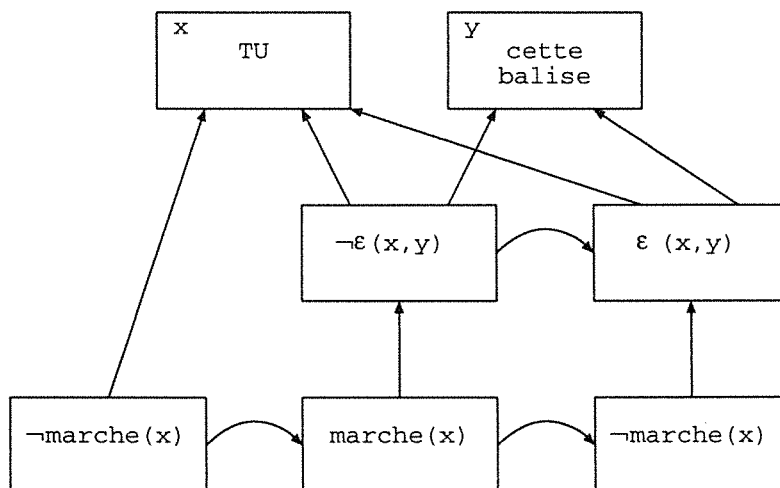 x
TU
y
cette
balise
¬ε(x,y)
ε (x,y)
¬marche(x)
marche(x)
¬marche(x)